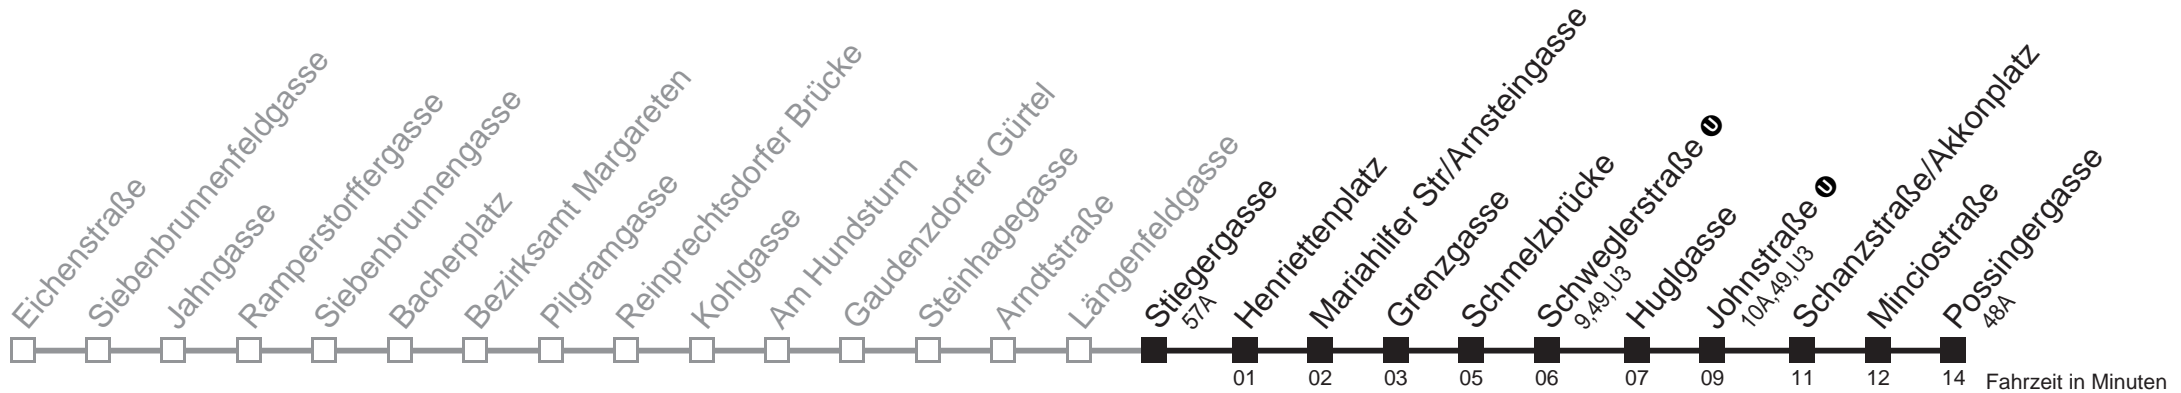 Eichenstraße
Siebenbrunnenfeldgasse
Jahngasse
Ramperstorffergasse
Siebenbrunnengasse
Bacherplatz
Bezirksamt Margareten
Pilgramgasse
Reinprechtsdorfer Brücke
Kohlgasse
Am Hundsturm
Gaudenzdorfer Gürtel
Steinhagegasse
Arndtstraße
Längenfeldgasse
Stiegergasse
57A
Henriettenplatz
Mariahilfer Str/Arnsteingasse
Grenzgasse
Schmelzbrücke
Schweglerstraße U
9,49,U3
Huglgasse
Johnstraße U
10A,49,U3
Schanzstraße/Akkonplatz
Minciostraße
Possingergasse
48A
01 02 03 05 06 07 09 11 12 14 Fahrzeit in Minuten